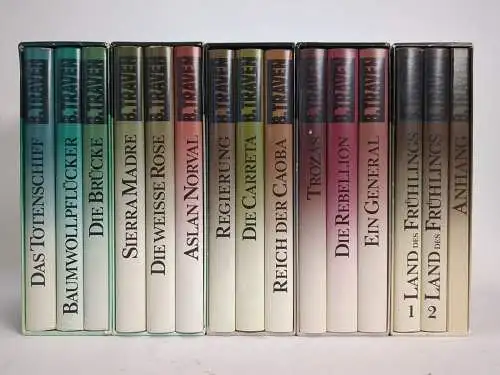 B. TRAVEN
DAS TOTENSCHIFF
B. TRAVEN
BAUMWOLLPFLÜCKER
B. TRAVEN
DIE BRÜCKE
B. TRAVEN
SIERRA MADRE
B. TRAVEN
DIE WEISSE ROSE
B. TRAVEN
ASLAN NORVAL
B. TRAVEN
REGIERUNG
B. TRAVEN
DIE CARRETA
B. TRAVEN
REICH DER CAOBA
B. TRAVEN
TROZAS
B. TRAVEN
DIE REBELLION
B. TRAVEN
EIN GENERAL
B. TRAVEN
1 LAND DES FRÜHLINGS
B. TRAVEN
2 LAND DES FRÜHLINGS
B. TRAVEN
ANHANG